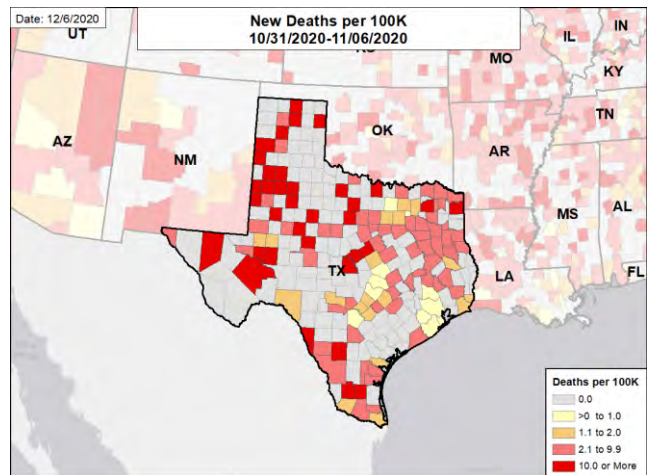 Date: 12/6/2020
New Deaths per 100K
10/31/2020-11/06/2020
UT
IL
IN
MO
KY
TN
AZ
NM
OK
AR
MS
AL
TX
LA
FL
Deaths per 100K
0.0
>0 to 1.0
1.1 to 2.0
2.1 to 9.9
10.0 or More